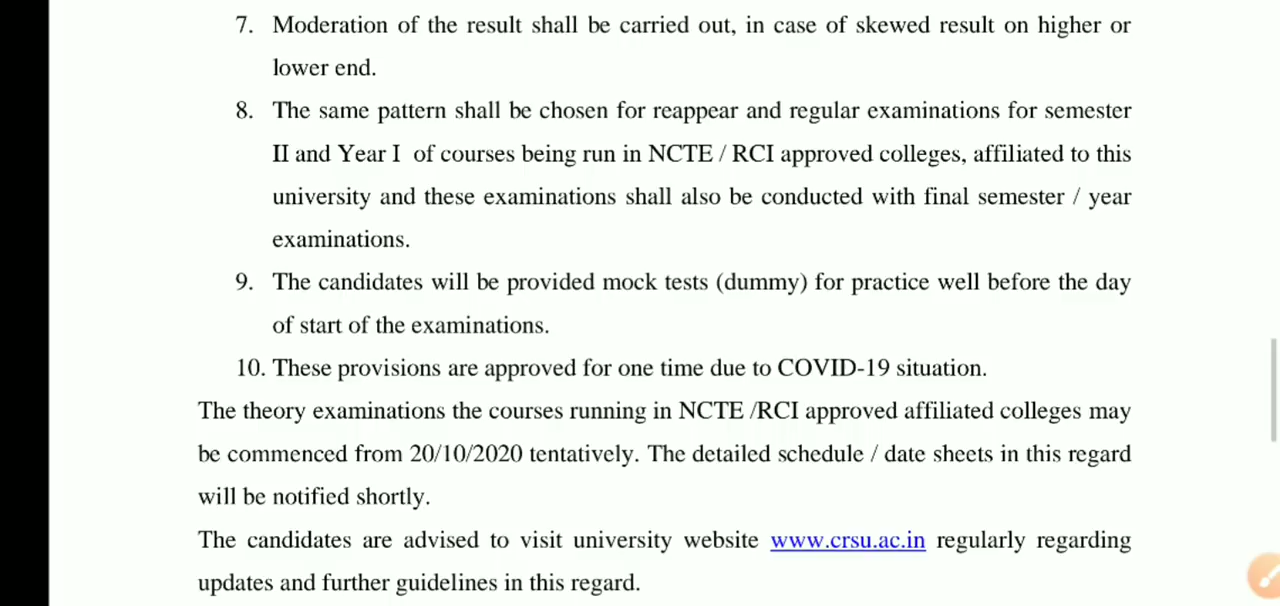 7. Moderation of the result shall be carried out, in case of skewed result on higher or
lower end.
8. The same pattern shall be chosen for reappear and regular examinations for semester
II and Year I of courses being run in NCTE / RCI approved colleges, affiliated to this
university and these examinations shall also be conducted with final semester / year
examinations.
9. The candidates will be provided mock tests (dummy) for practice well before the day
of start of the examinations.
10. These provisions are approved for one time due to COVID-19 situation.
The theory examinations the courses running in NCTE /RCI approved affiliated colleges may
be commenced from 20/10/2020 tentatively. The detailed schedule / date sheets in this regard
will be notified shortly.
The candidates are advised to visit university website www.crsu.ac.in regularly regarding
updates and further guidelines in this regard.